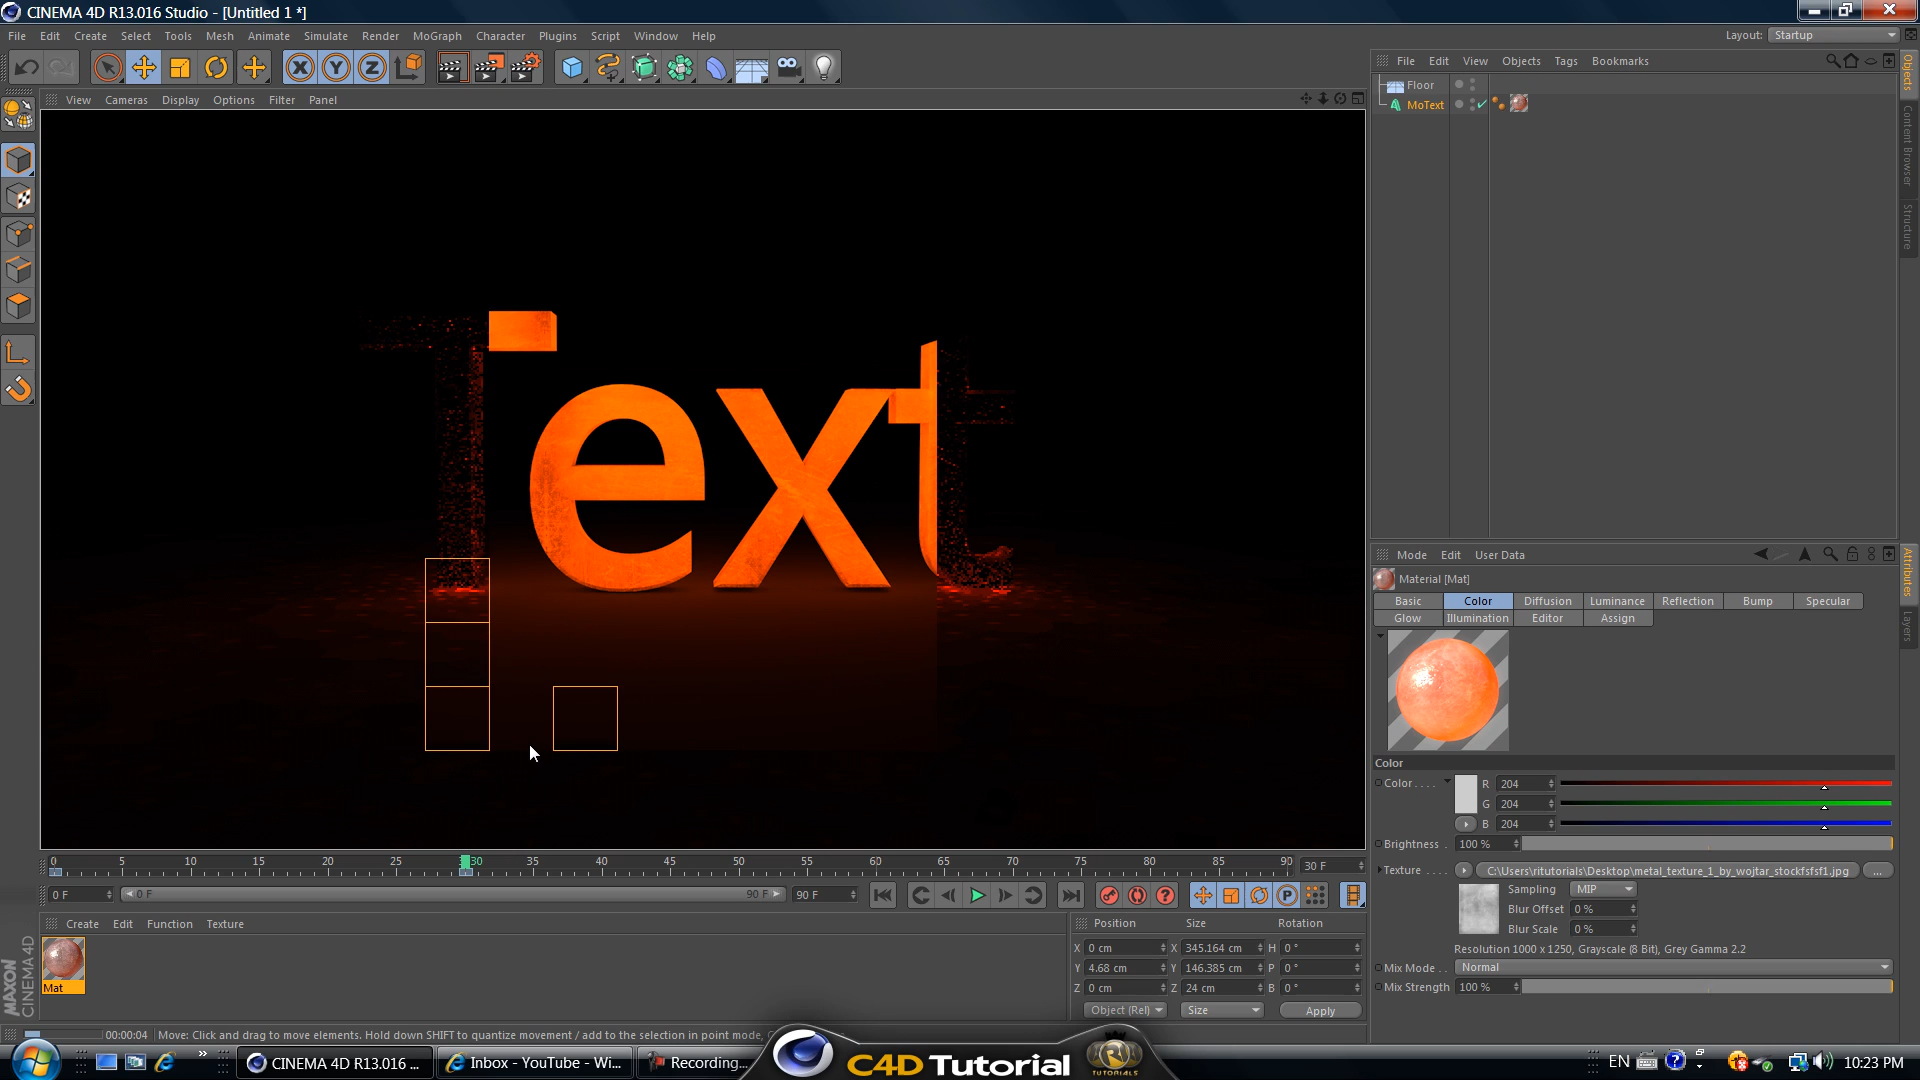 CINEMA 4D R13.016 Studio - [Untitled 1 *]
File Edit Create Select Tools Mesh Animate Simulate Render MoGraph Character Plugins Script Window Help
Layout: Startup
X Y Z
View Cameras Display Options Filter Panel
File Edit View Objects Tags Bookmarks
Floor
MoText
Objects
Content Browser
Structure
Text
Mode Edit User Data
Material [Mat]
Basic Color Diffusion Luminance Reflection Bump Specular
Glow Illumination Editor Assign
Attributes
Layers
Color
Color . . . . R 204
G 204
B 204
Brightness . 100 %
Texture . . . . C:\Users\ritutorials\Desktop\metal_texture_1_by_wojtar_stockfsfsf1.jpg ...
Sampling MIP
Blur Offset 0 %
Blur Scale 0 %
Resolution 1000 x 1250, Grayscale (8 Bit), Grey Gamma 2.2
Mix Mode . . Normal
Mix Strength 100 %
0 5 10 15 20 25 30 35 40 45 50 55 60 65 70 75 80 85 90 30 F
0 F 0 F 90 F 90 F
P
Create Edit Function Texture
Mat
MAXON
CINEMA 4D
Position Size Rotation
X 0 cm X 345.164 cm H 0 °
Y 4.68 cm Y 146.385 cm P 0 °
Z 0 cm Z 24 cm B 0 °
Object (Rel) Size Apply
00:00:04 Move: Click and drag to move elements. Hold down SHIFT to quantize movement / add to the selection in point mode,
CINEMA 4D R13.016 ...
Inbox - YouTube - Wi...
Recording...
C4D Tutorial
TUTORIALS
EN
10:23 PM